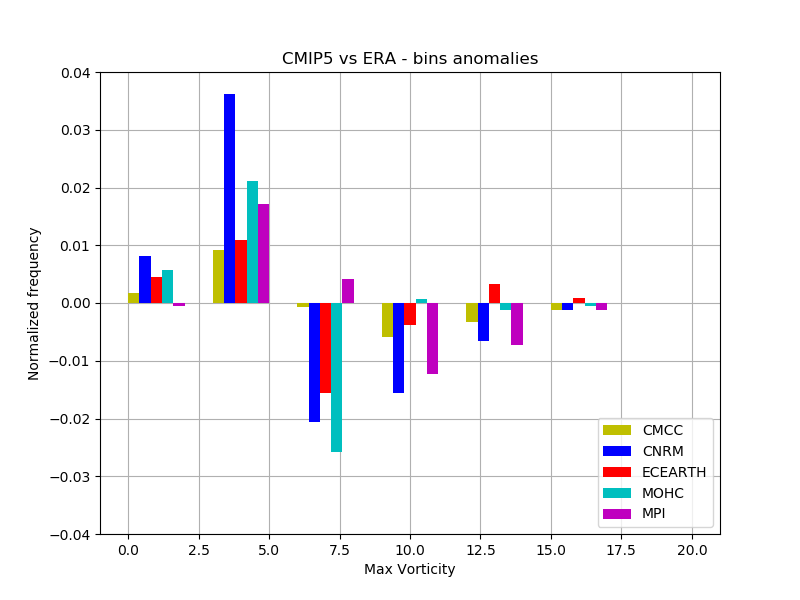 CMIP5 vs ERA - bins anomalies
0.04
0.03
0.02
0.01
0.00
−0.01
−0.02
−0.03
−0.04
Normalized frequency
0.0 2.5 5.0 7.5 10.0 12.5 15.0 17.5 20.0
Max Vorticity
CMCC
CNRM
ECEARTH
MOHC
MPI